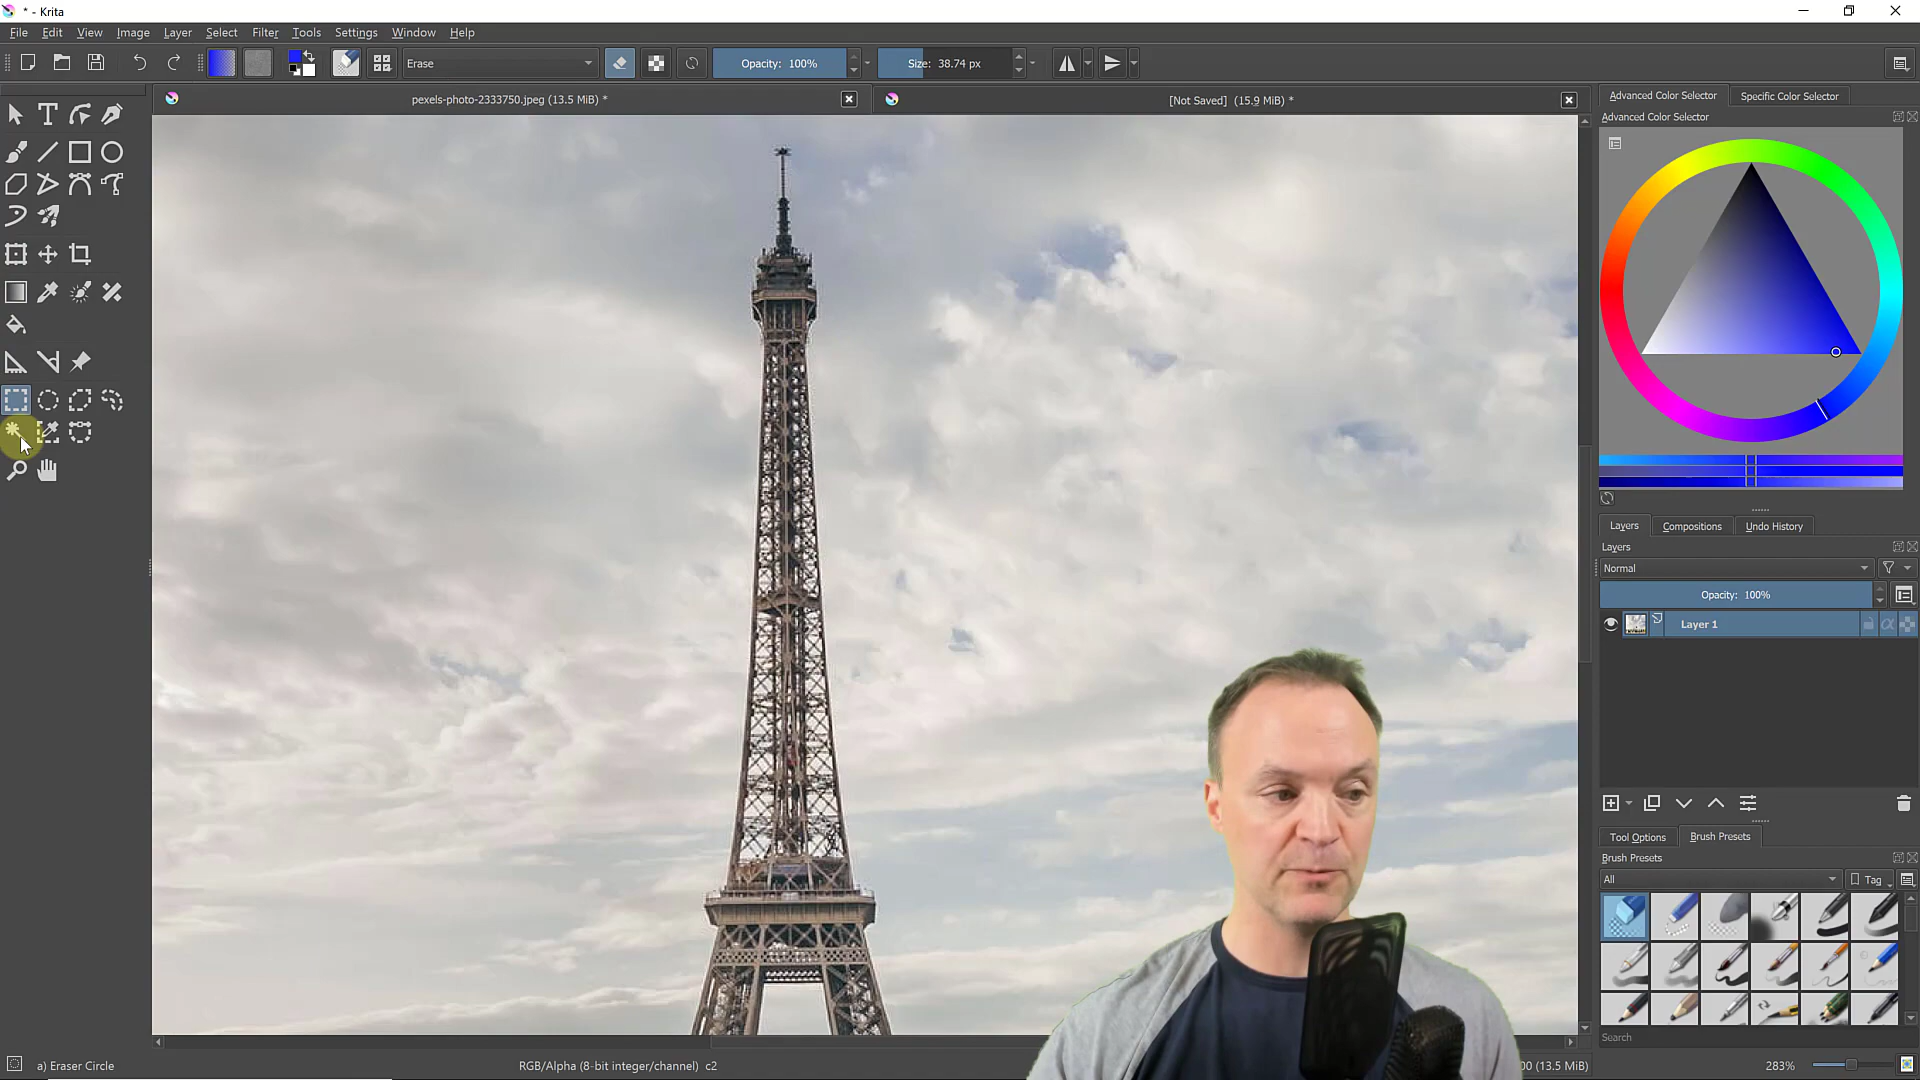 * - Krita
File Edit View Image Layer Select Filter Tools Settings Window Help
Erase Opacity: 100% Size: 38.74 px
pexels-photo-2333750.jpeg (13.5 MiB) * [Not Saved] (15.9 MiB) *
Advanced Color Selector Specific Color Selector
Advanced Color Selector
Layers Compositions Undo History
Layers
Normal
Opacity: 100%
Layer 1
Tool Options Brush Presets
Brush Presets
All Tag
Search
a) Eraser Circle RGB/Alpha (8-bit integer/channel) c2 00 (13.5 MiB) 283%